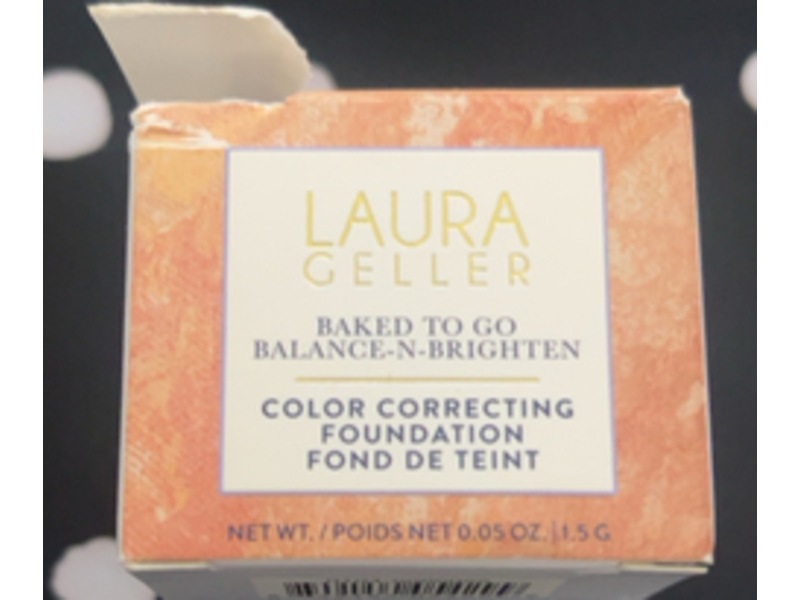 LAURA
GELLER
BAKED TO GO
BALANCE-N-BRIGHTEN
COLOR CORRECTING
FOUNDATION
FOND DE TEINT
NET WT. / POIDS NET 0.05 OZ. | 1.5 G